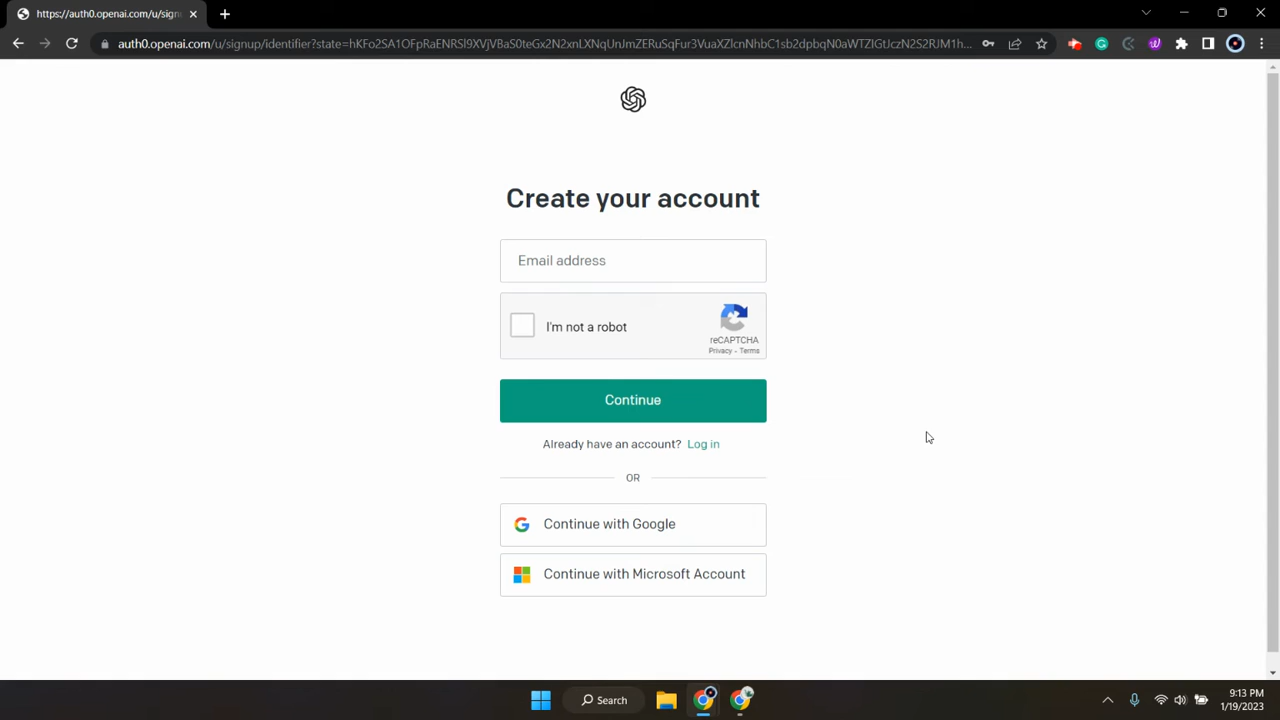 https://auth0.openai.com/u/sign
auth0.openai.com/u/signup/identifier?state=
Create your account
Email address
I'm not a robot
reCAPTCHA
Privacy - Terms
Continue
Already have an account? Log in
OR
Continue with Google
Continue with Microsoft Account
Search
9:13 PM
1/19/2023